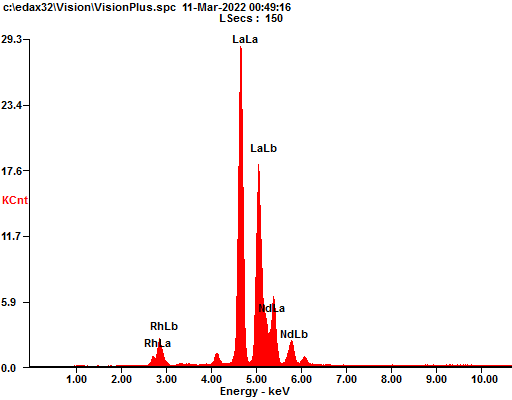 c:\edax32\Vision\VisionPlus.spc 11-Mar-2022 00:49:16
LSecs : 150
29.3
LaLa
23.4
LaLb
17.6
KCnt
11.7
5.9
NdLa
RhLb
NdLb
RhLa
0.0
1.00 2.00 3.00 4.00 5.00 6.00 7.00 8.00 9.00 10.00
Energy - keV